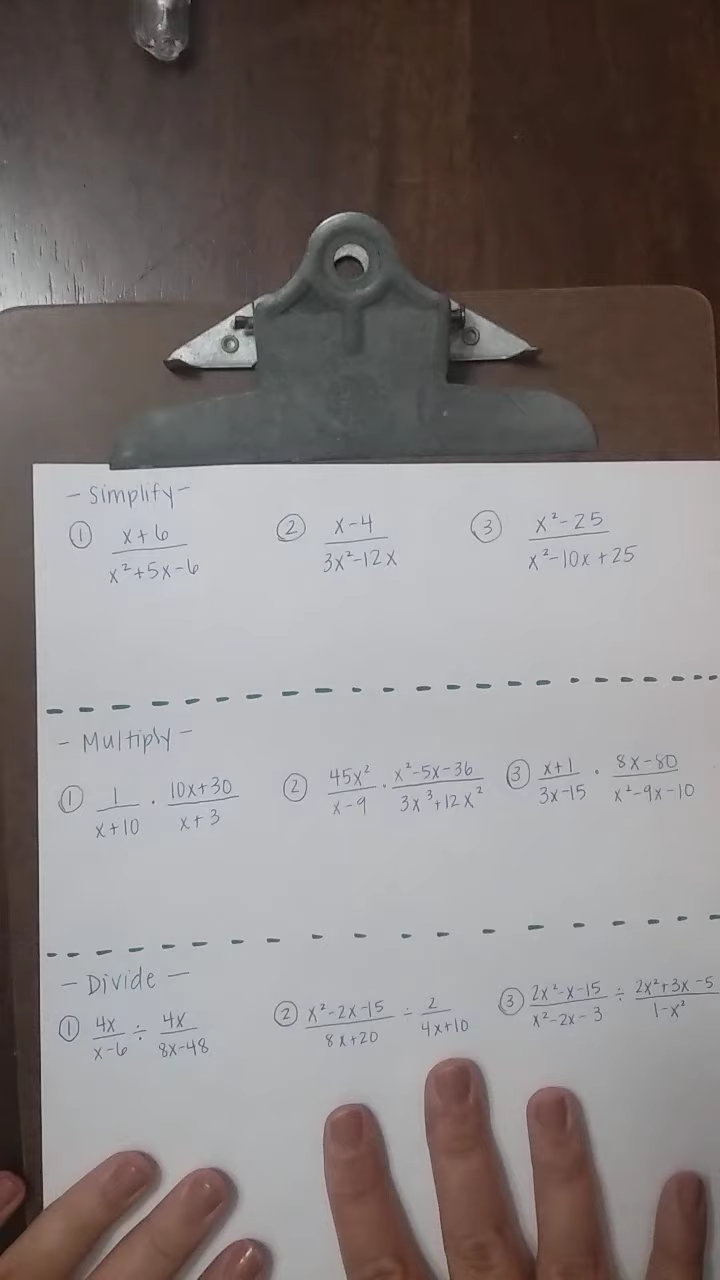 - Simplify -
① x+6 / x²+5x-6 ② x-4 / 3x²-12x ③ x²-25 / x²-10x+25
- Multiply -
① 1 / x+10 · 10x+30 / x+3 ② 45x² / x-9 · x²-5x-36 / 3x³+12x² ③ x+1 / 3x-15 · 8x-80 / x²-9x-10
- Divide -
① 4x / x-6 ÷ 4x / 8x-48 ② x²-2x-15 / 8x+20 ÷ 2 / 4x+10 ③ 2x²-x-15 / x²-2x-3 ÷ 2x²+3x-5 / 1-x²